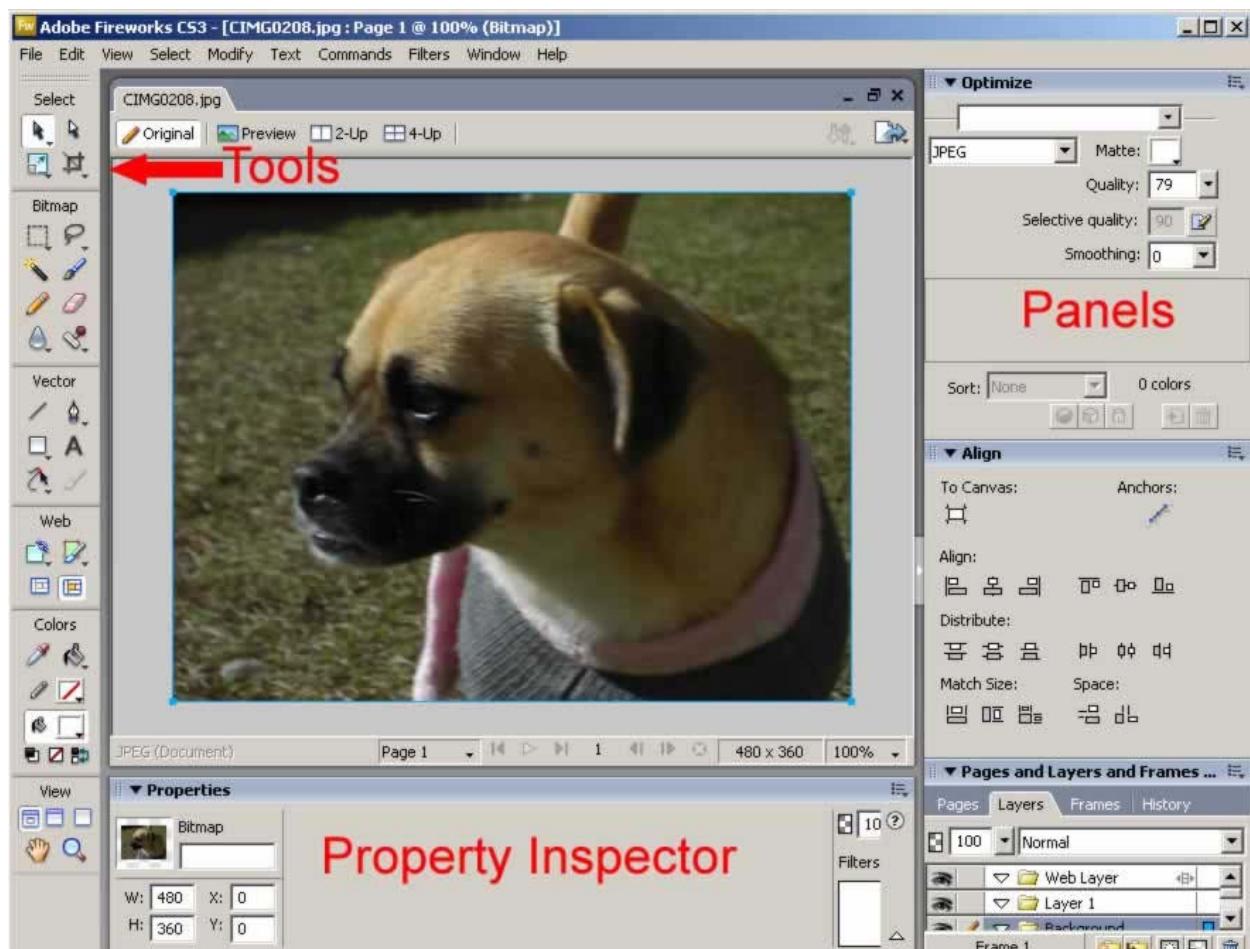 Adobe Fireworks CS3 - [CIMG0208.jpg : Page 1 @ 100% (Bitmap)]
File Edit View Select Modify Text Commands Filters Window Help
Select
Bitmap
Vector
Web
Colors
View
CIMG0208.jpg
Original Preview 2-Up 4-Up
Tools
JPEG (Document) Page 1 1 480 x 360 100%
Properties
Bitmap
W: 480 X: 0
H: 360 Y: 0
Property Inspector
10
Filters
Optimize
JPEG Matte:
Quality: 79
Selective quality: 90
Smoothing: 0
Panels
Sort: None 0 colors
Align
To Canvas: Anchors:
Align:
Distribute:
Match Size: Space:
Pages and Layers and Frames ...
Pages Layers Frames History
100 Normal
Web Layer
Layer 1
Background
Frame 1